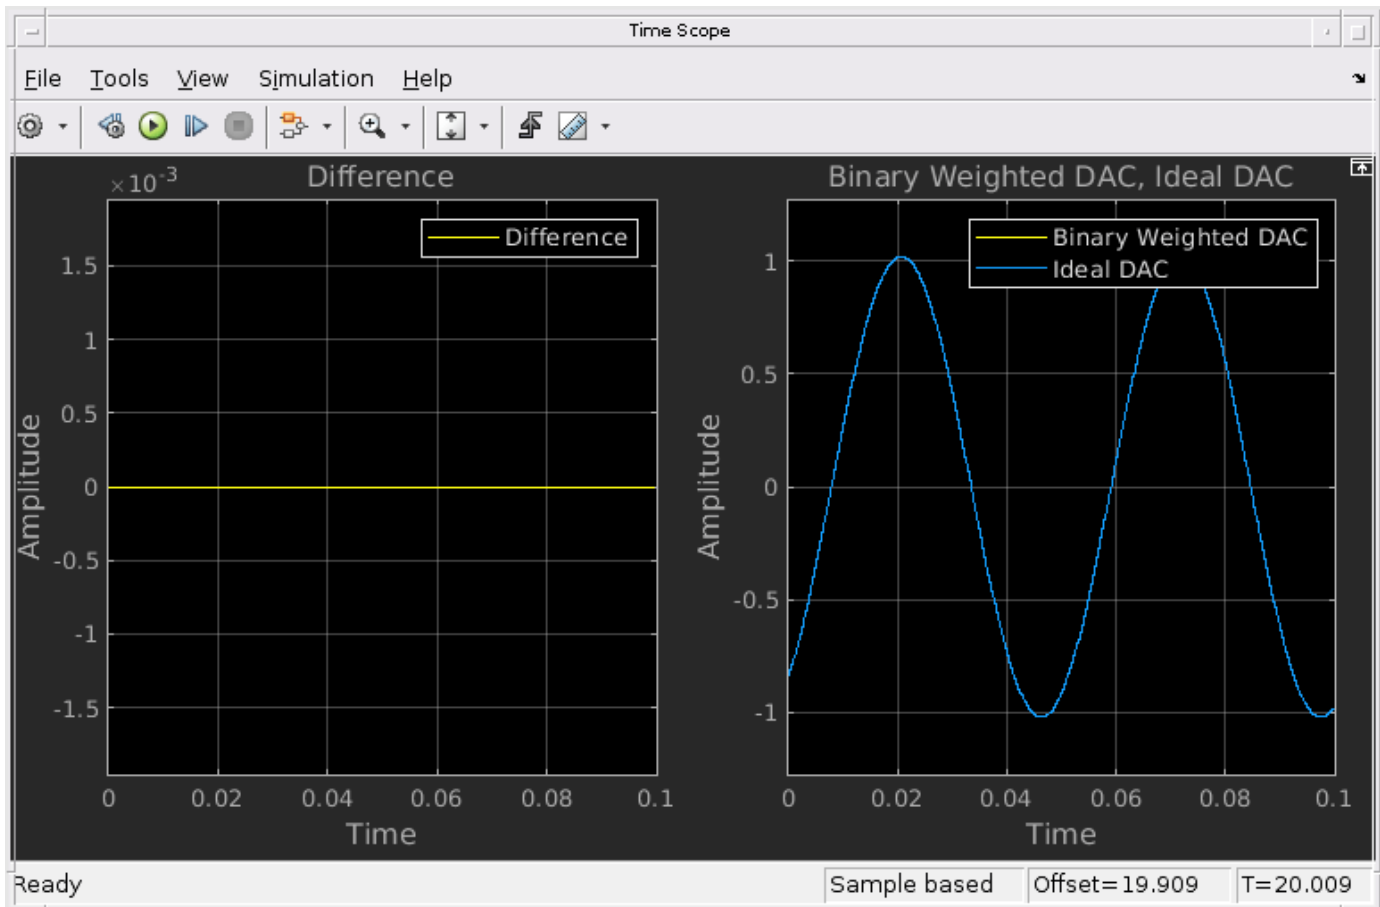 Time Scope
File Tools View Simulation Help
×10-3
Difference
Difference
1.5
1
0.5
0
-0.5
-1
-1.5
Amplitude
0 0.02 0.04 0.06 0.08 0.1
Time
Binary Weighted DAC, Ideal DAC
Binary Weighted DAC
Ideal DAC
1
0.5
0
-0.5
-1
Amplitude
0 0.02 0.04 0.06 0.08 0.1
Time
Ready Sample based Offset=19.909 T=20.009